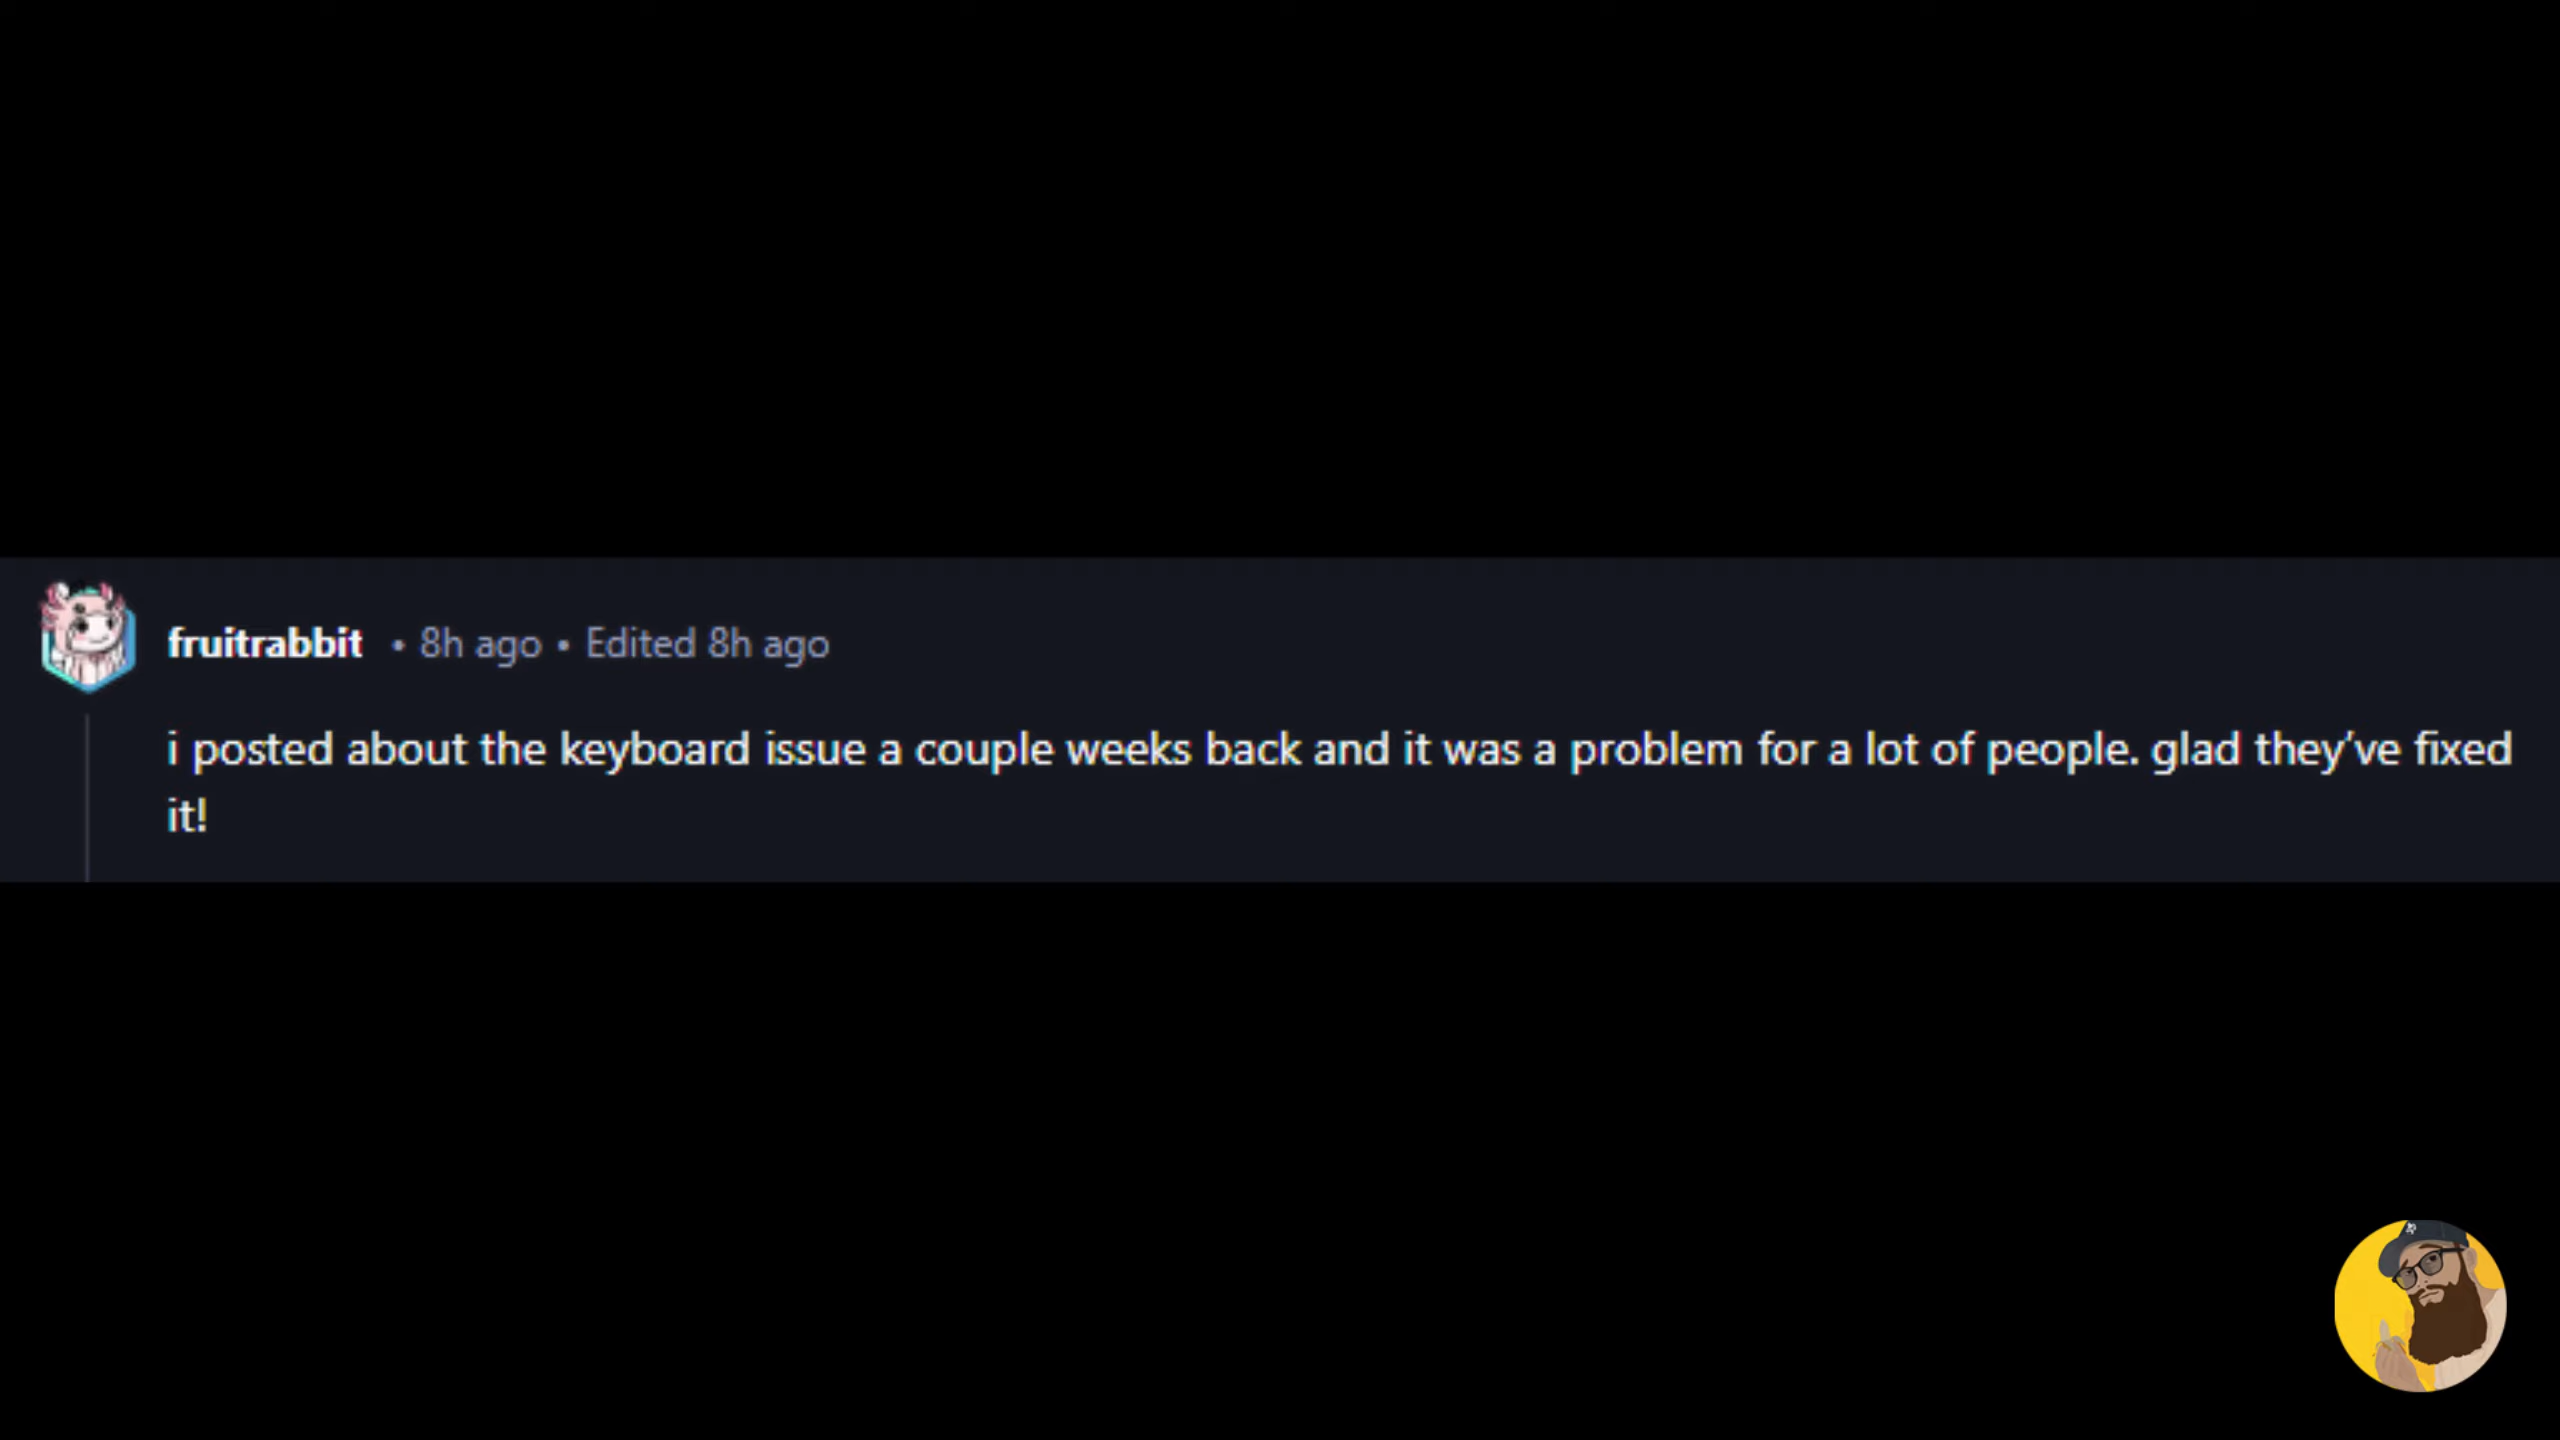 fruitrabbit • 8h ago • Edited 8h ago
i posted about the keyboard issue a couple weeks back and it was a problem for a lot of people. glad they’ve fixed
it!